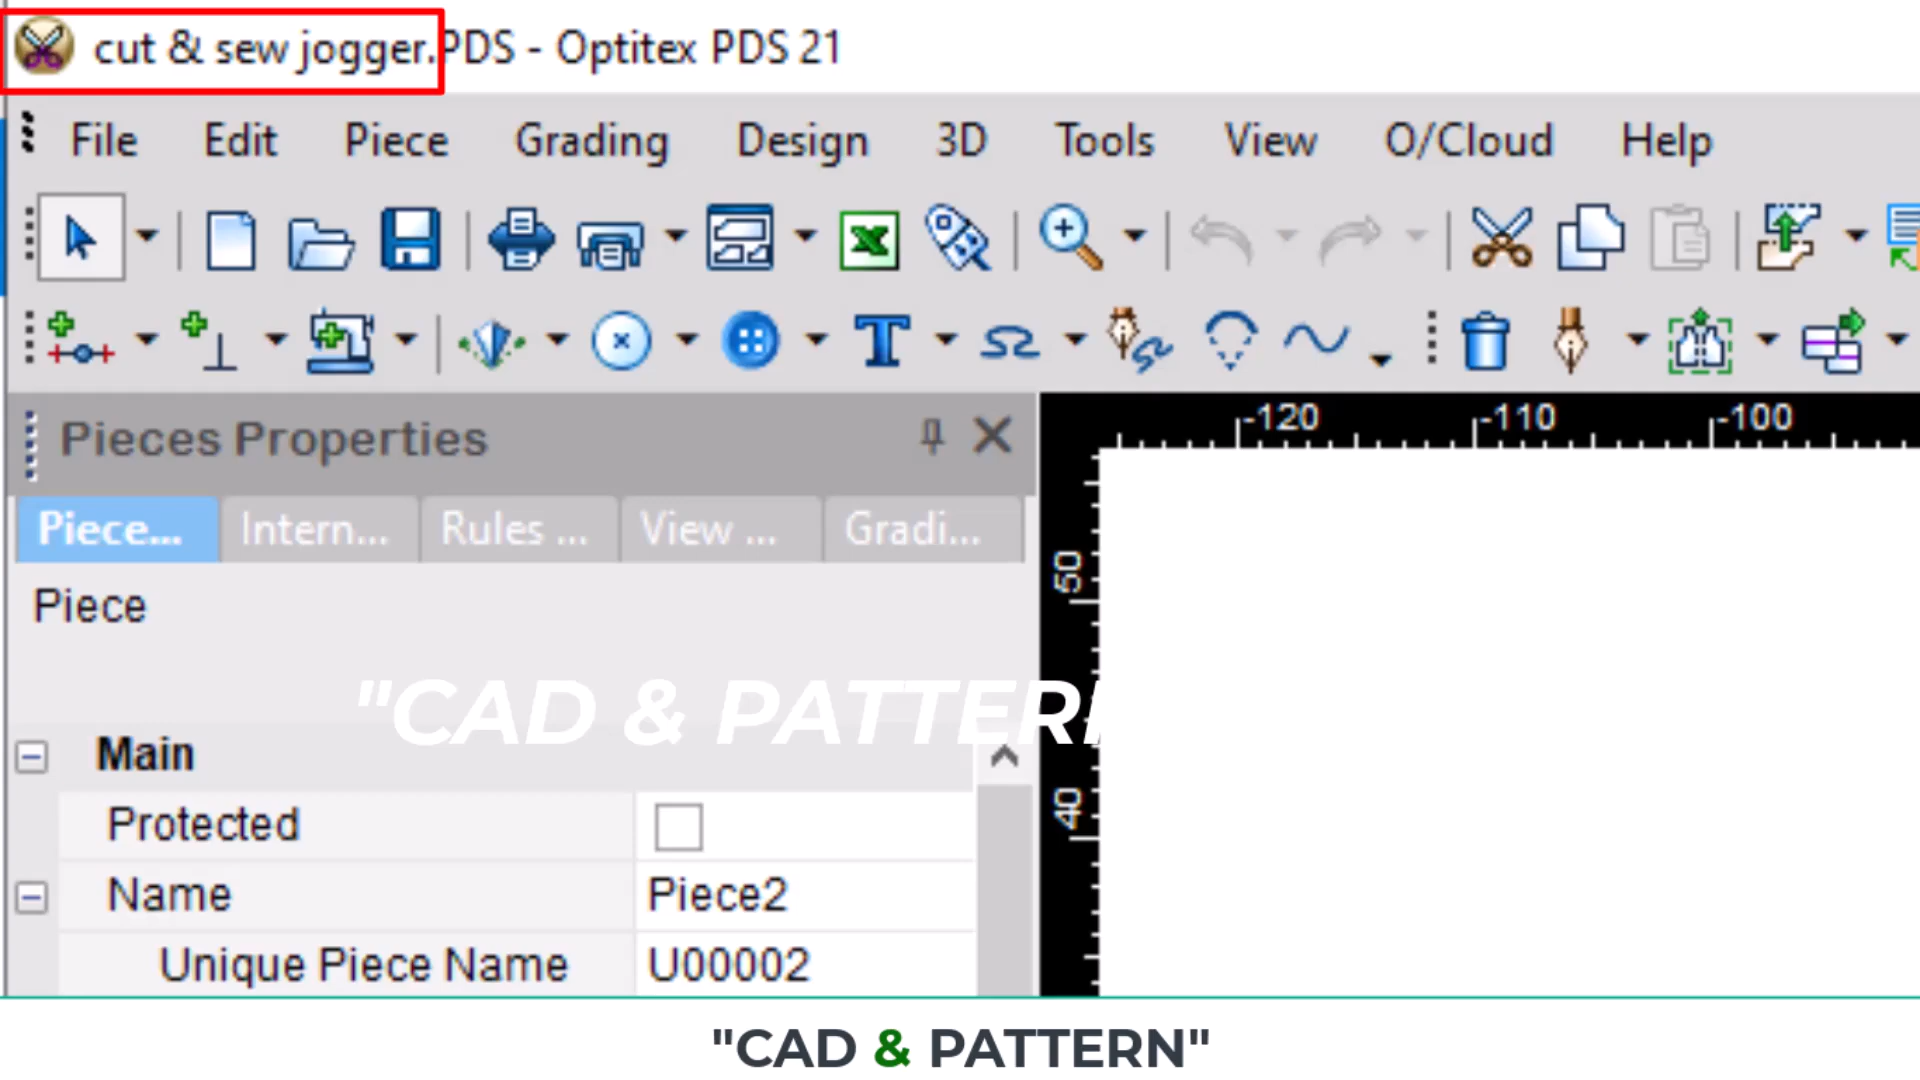 cut & sew jogger.PDS - Optitex PDS 21
File Edit Piece Grading Design 3D Tools View O/Cloud Help
Pieces Properties
-120 -110 -100
Piece... Intern... Rules ... View ... Gradi...
50
Piece
"CAD & PATTERN
Main
40
Protected
Name Piece2
Unique Piece Name U00002
"CAD & PATTERN"